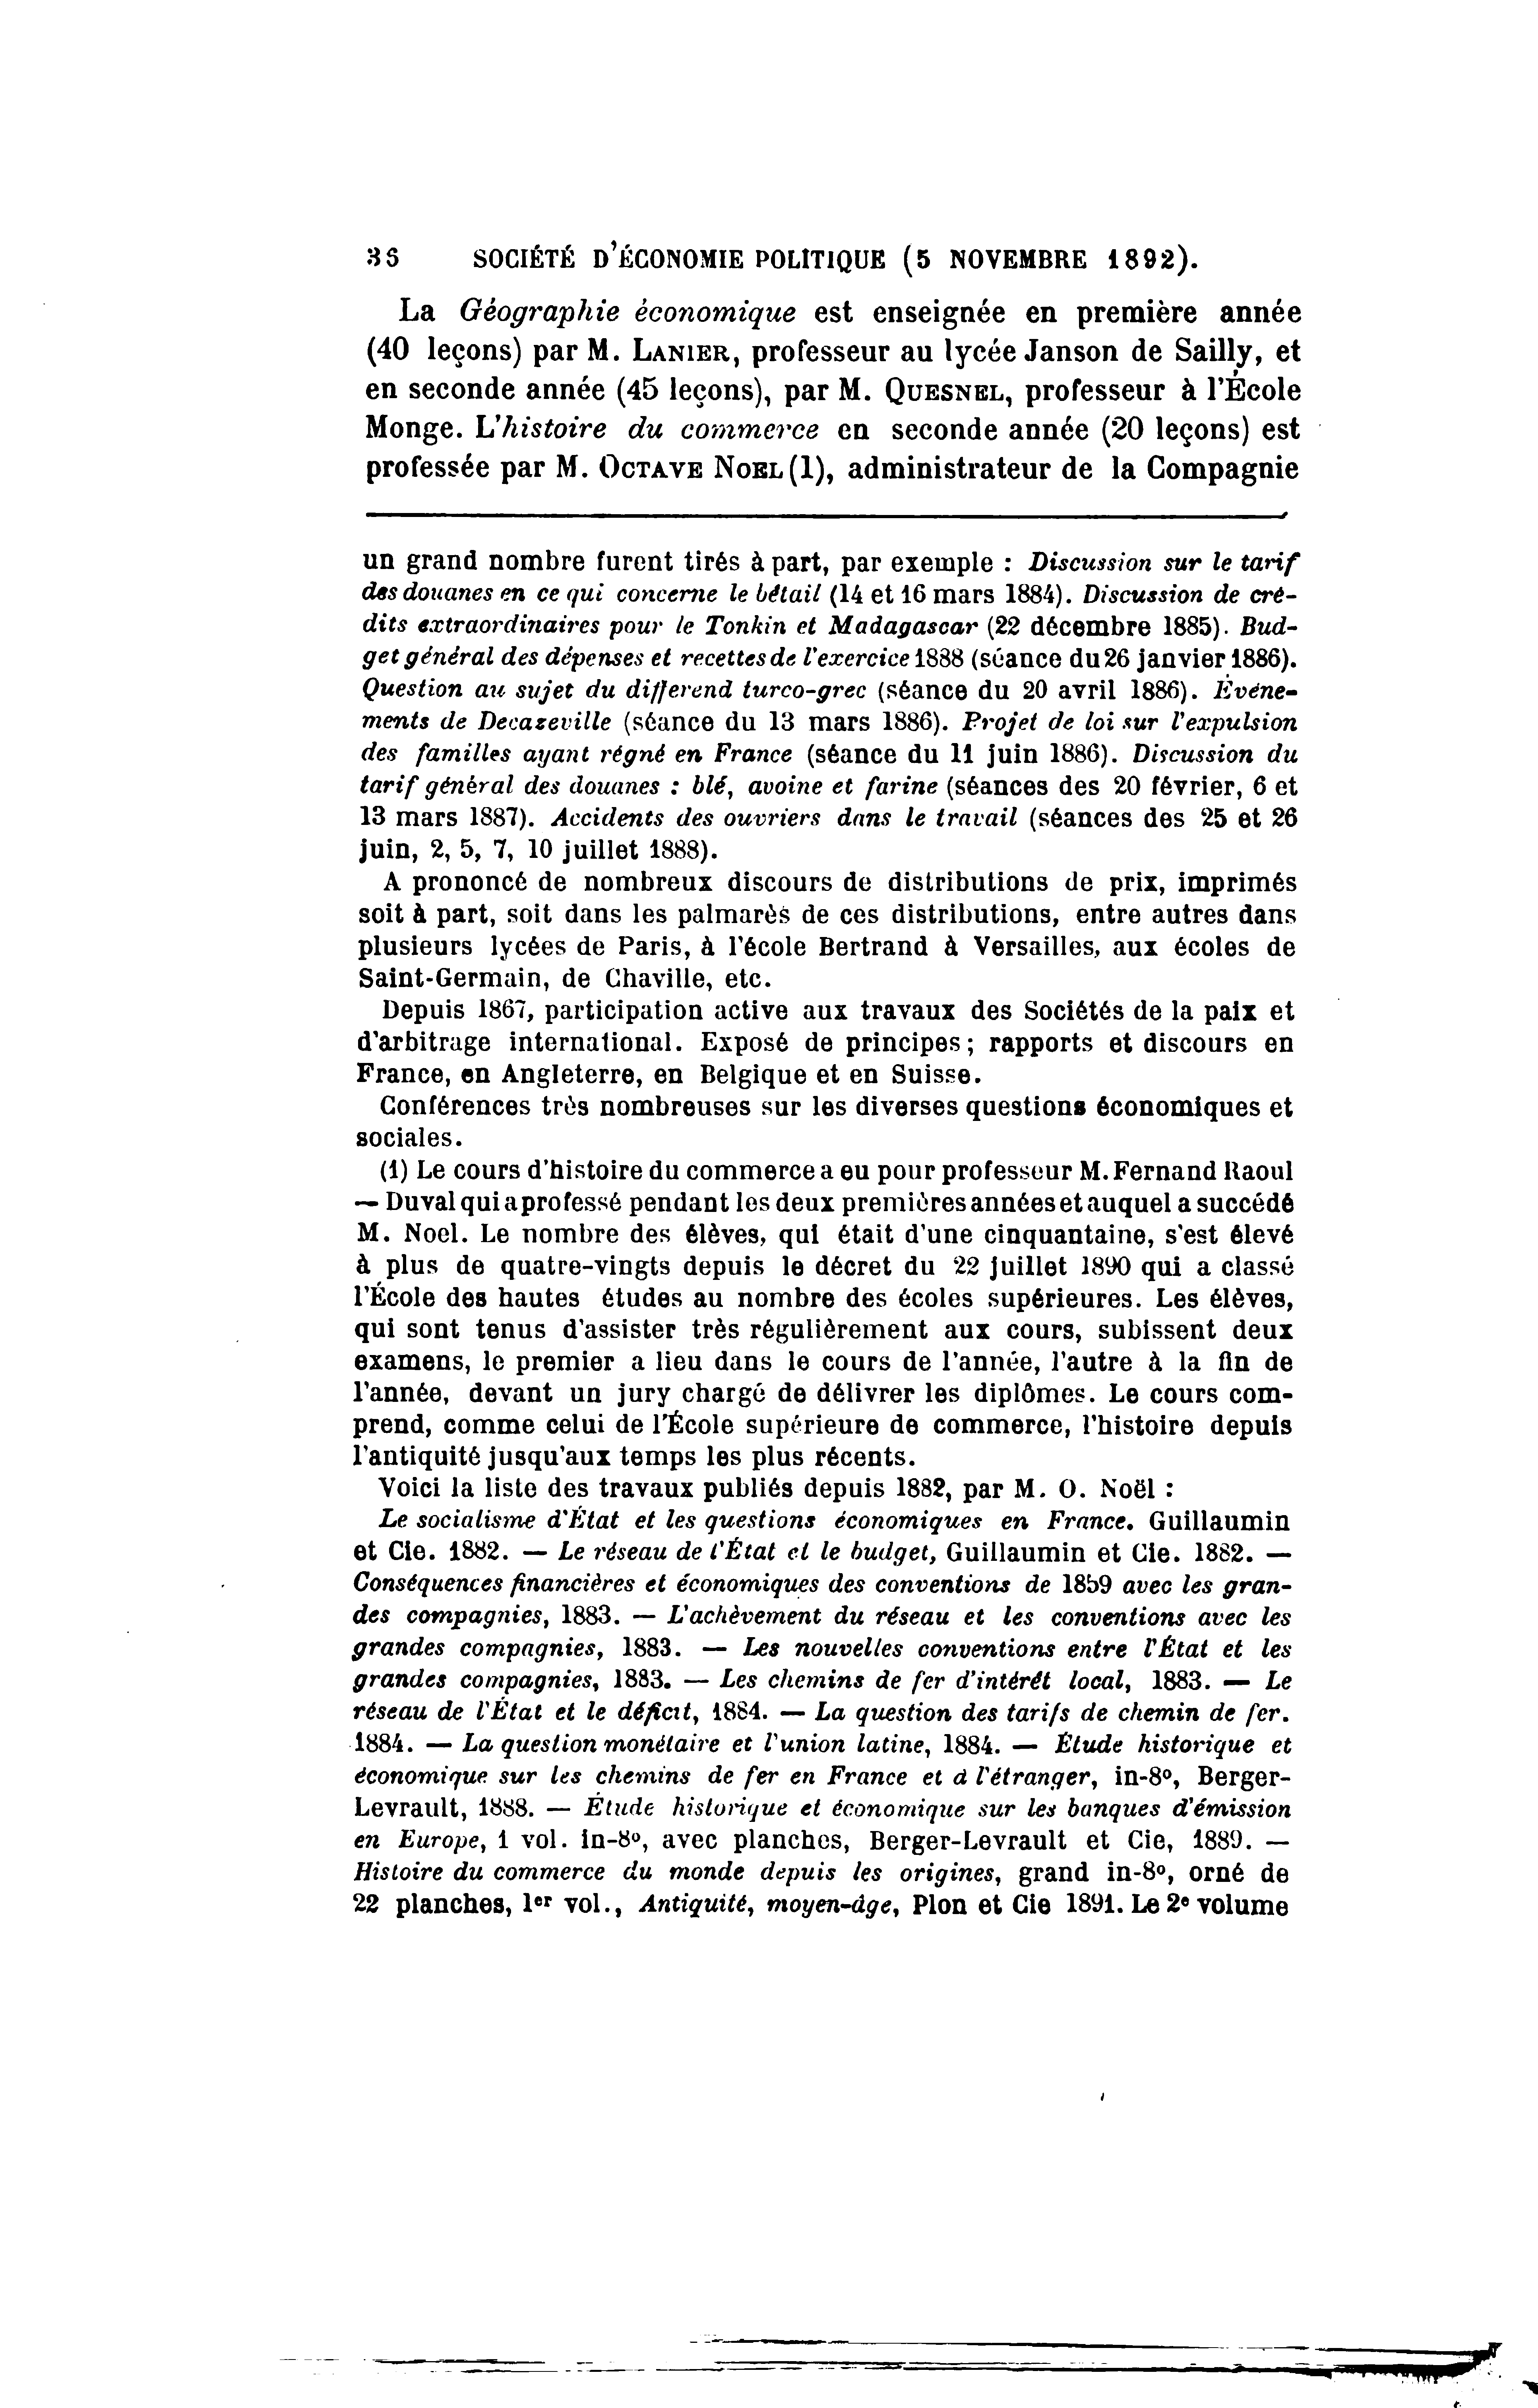 36 SOCIÉTÉ D'ÉCONOMIE POLITIQUE (5 NOVEMBRE 1892).
La Géographie économique est enseignée en première année
(40 leçons) par M. LANIER, professeur au lycée Janson de Sailly, et
en seconde année (45 leçons), par M. QUESNEL, professeur à l'École
Monge. L'histoire du commerce en seconde année (20 leçons) est
professée par M. OCTAVE NOEL (1), administrateur de la Compagnie
un grand nombre furent tirés à part, par exemple : Discussion sur le tarif
des douanes en ce qui concerne le bétail (14 et 16 mars 1884). Discussion de cré-
dits extraordinaires pour le Tonkin et Madagascar (22 décembre 1885). Bud-
get général des dépenses et recettes de l'exercice 1888 (séance du 26 janvier 1886).
Question au sujet du differend turco-grec (séance du 20 avril 1886). Événe-
ments de Decazeville (séance du 13 mars 1886). Projet de loi sur l'expulsion
des familles ayant régné en France (séance du 11 juin 1886). Discussion du
tarif général des douanes : blé, avoine et farine (séances des 20 février, 6 et
13 mars 1887). Accidents des ouvriers dans le travail (séances des 25 et 26
juin, 2, 5, 7, 10 juillet 1888).
A prononcé de nombreux discours de distributions de prix, imprimés
soit à part, soit dans les palmarès de ces distributions, entre autres dans
plusieurs lycées de Paris, à l'école Bertrand à Versailles, aux écoles de
Saint-Germain, de Chaville, etc.
Depuis 1867, participation active aux travaux des Sociétés de la paix et
d'arbitrage international. Exposé de principes; rapports et discours en
France, en Angleterre, en Belgique et en Suisse.
Conférences très nombreuses sur les diverses questions économiques et
sociales.
(1) Le cours d'histoire du commerce a eu pour professeur M. Fernand Raoul
— Duval qui a professé pendant les deux premières années et auquel a succédé
M. Noel. Le nombre des élèves, qui était d'une cinquantaine, s'est élevé
à plus de quatre-vingts depuis le décret du 22 juillet 1890 qui a classé
l'École des hautes études au nombre des écoles supérieures. Les élèves,
qui sont tenus d'assister très régulièrement aux cours, subissent deux
examens, le premier a lieu dans le cours de l'année, l'autre à la fin de
l'année, devant un jury chargé de délivrer les diplômes. Le cours com-
prend, comme celui de l'École supérieure de commerce, l'histoire depuis
l'antiquité jusqu'aux temps les plus récents.
Voici la liste des travaux publiés depuis 1882, par M. O. Noël :
Le socialisme d'État et les questions économiques en France. Guillaumin
et Cie. 1882. — Le réseau de l'État et le budget, Guillaumin et Cie. 1882. —
Conséquences financières et économiques des conventions de 1859 avec les gran-
des compagnies, 1883. — L'achèvement du réseau et les conventions avec les
grandes compagnies, 1883. — Les nouvelles conventions entre l'État et les
grandes compagnies, 1883. — Les chemins de fer d'intérêt local, 1883. — Le
réseau de l'État et le déficit, 1884. — La question des tarifs de chemin de fer.
1884. — La question monétaire et l'union latine, 1884. — Étude historique et
économique sur les chemins de fer en France et à l'étranger, in-8º, Berger-
Levrault, 1888. — Étude historique et économique sur les banques d'émission
en Europe, 1 vol. in-8º, avec planches, Berger-Levrault et Cie, 1889. —
Histoire du commerce du monde depuis les origines, grand in-8º, orné de
22 planches, 1er vol., Antiquité, moyen-âge, Plon et Cie 1891. Le 2e volume